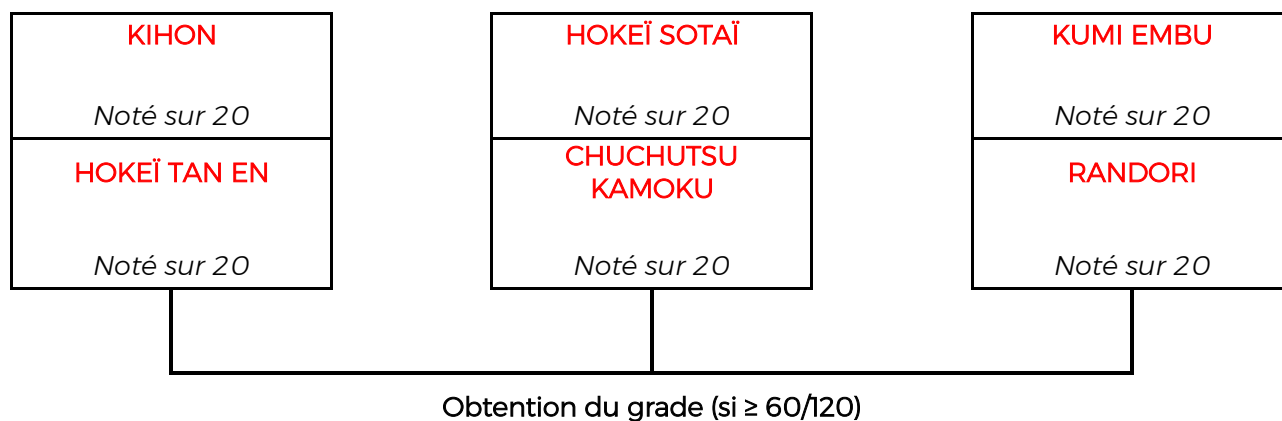 KIHON
Noté sur 20
HOKEÏ TAN EN
Noté sur 20
HOKEÏ SOTAÏ
Noté sur 20
CHUCHUTSU
KAMOKU
Noté sur 20
KUMI EMBU
Noté sur 20
RANDORI
Noté sur 20
Obtention du grade (si ≥ 60/120)